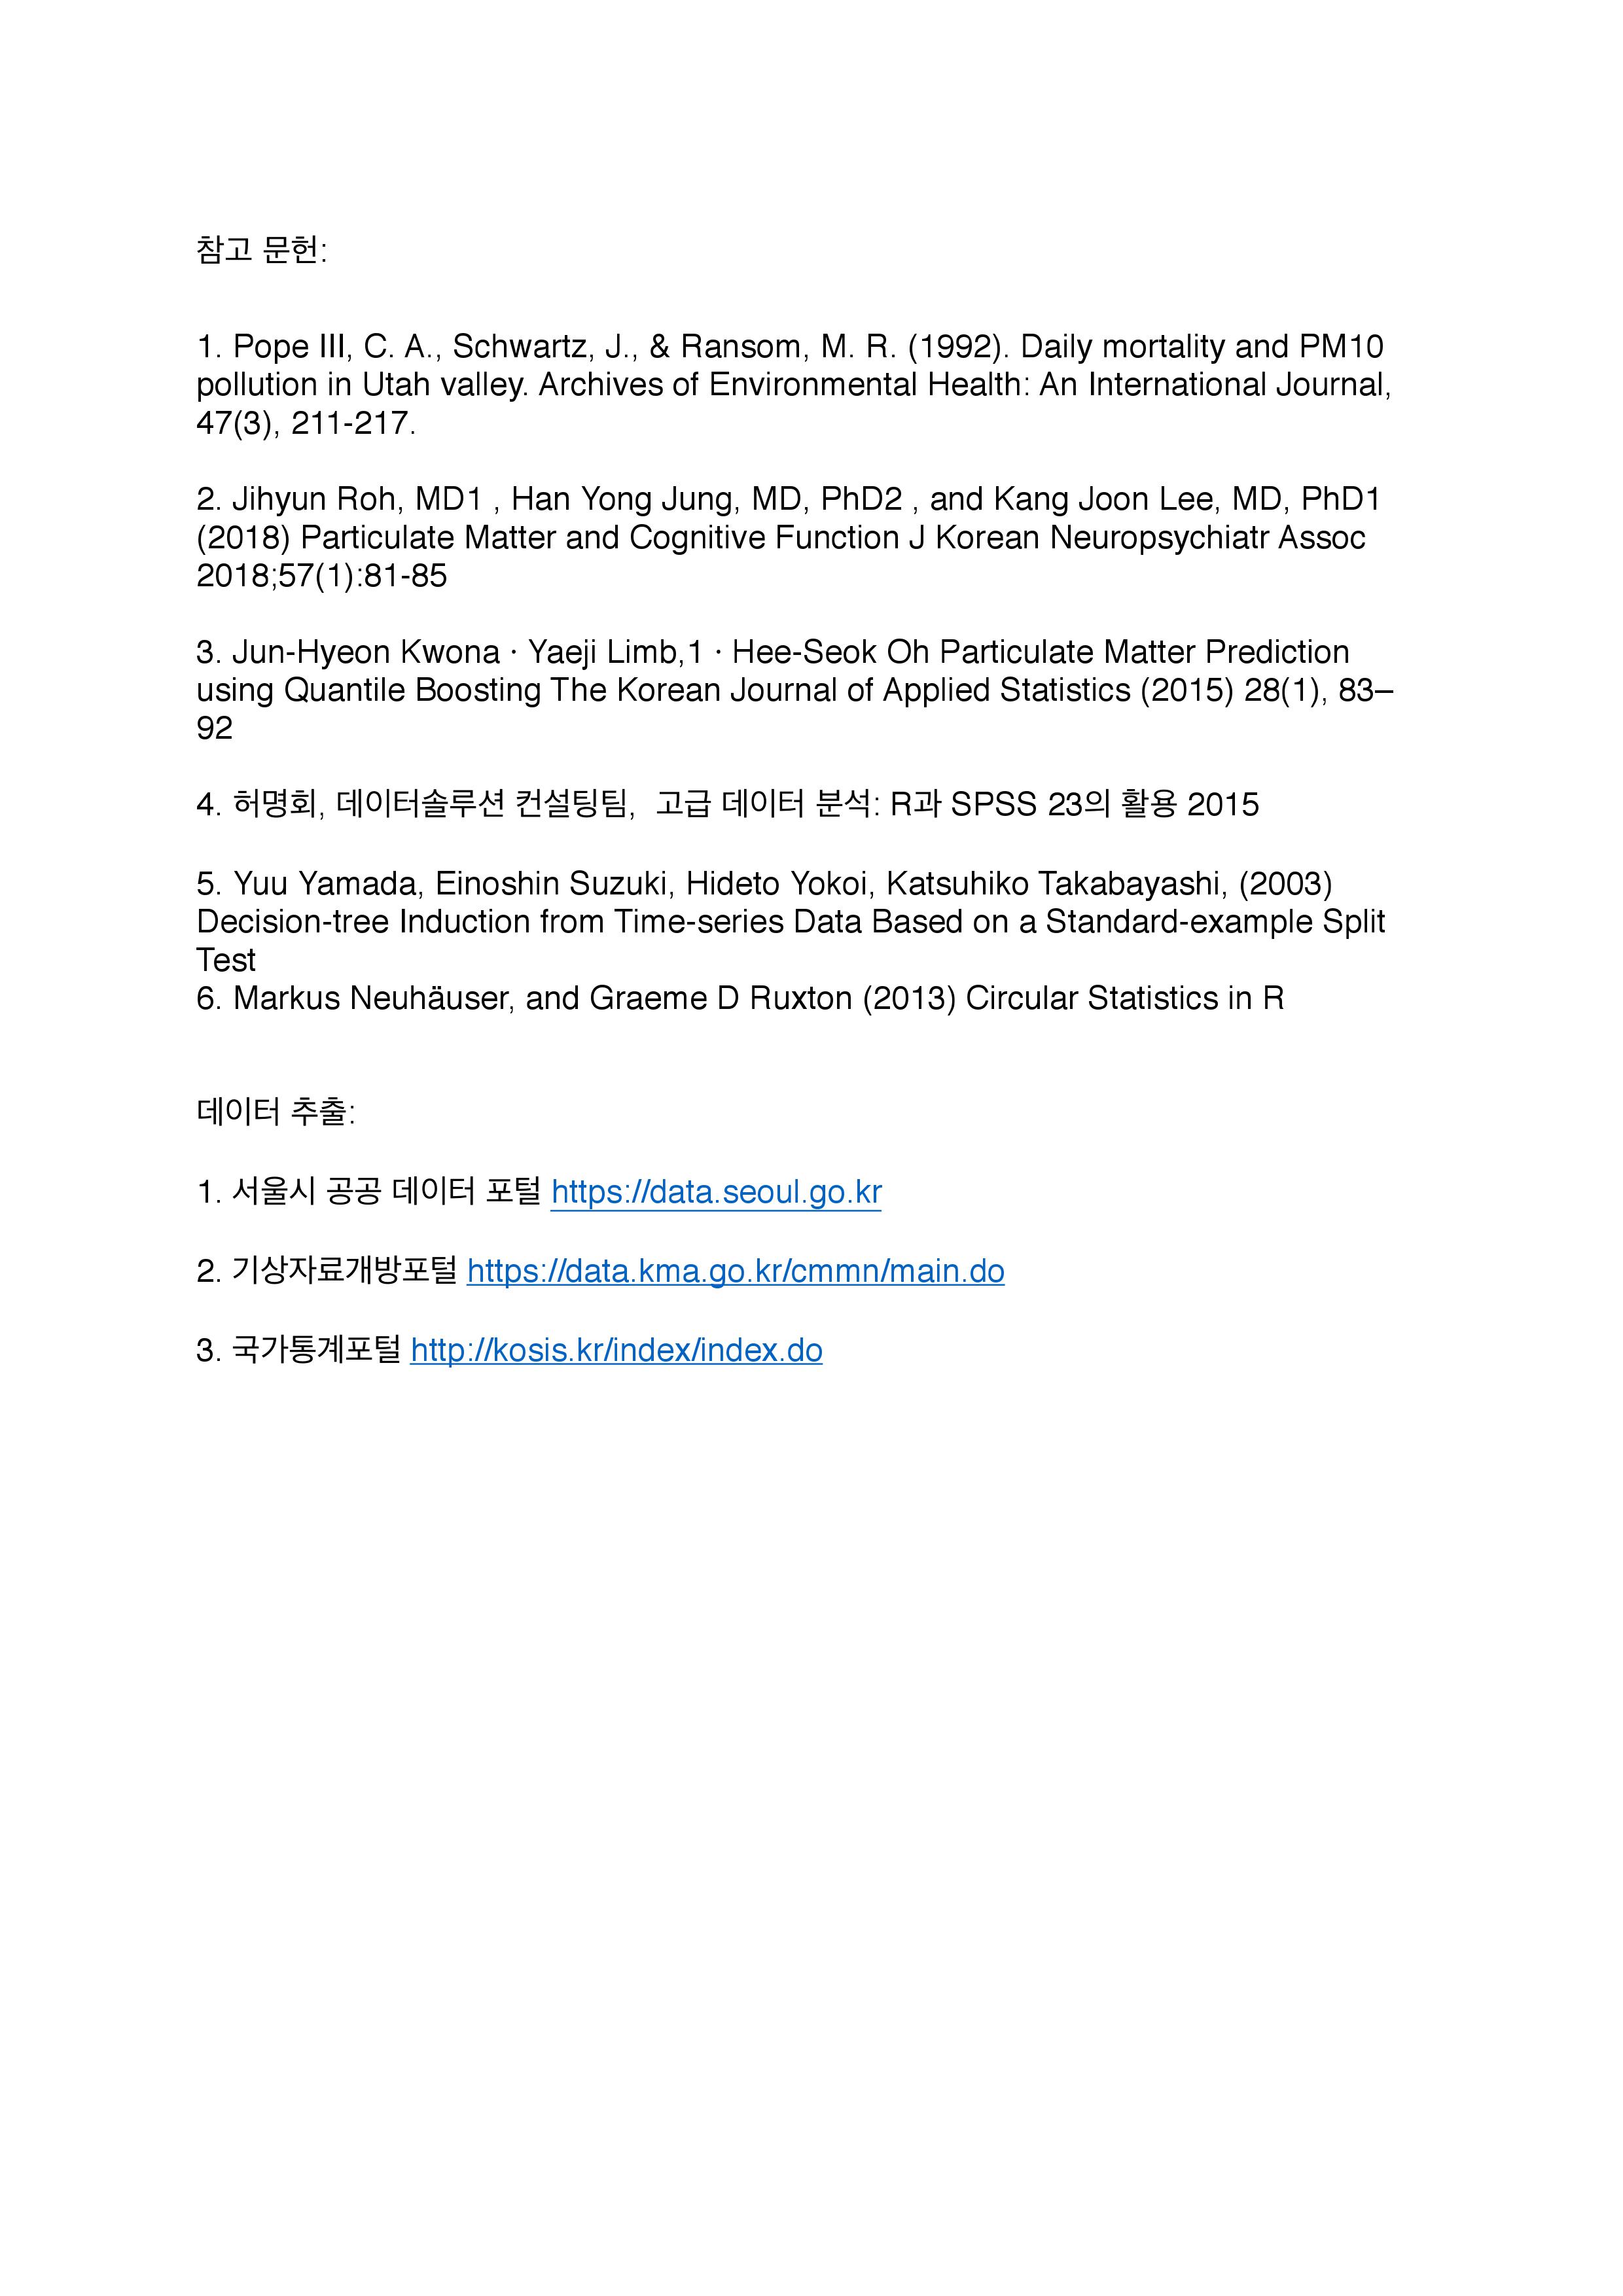 참고 문헌:
1. Pope III, C. A., Schwartz, J., & Ransom, M. R. (1992). Daily mortality and PM10
pollution in Utah valley. Archives of Environmental Health: An International Journal,
47(3), 211-217.
2. Jihyun Roh, MD1 , Han Yong Jung, MD, PhD2 , and Kang Joon Lee, MD, PhD1
(2018) Particulate Matter and Cognitive Function J Korean Neuropsychiatr Assoc
2018;57(1):81-85
3. Jun-Hyeon Kwona · Yaeji Limb,1 · Hee-Seok Oh Particulate Matter Prediction
using Quantile Boosting The Korean Journal of Applied Statistics (2015) 28(1), 83–
92
4. 허명회, 데이터솔루션 컨설팅팀,  고급 데이터 분석: R과 SPSS 23의 활용 2015
5. Yuu Yamada, Einoshin Suzuki, Hideto Yokoi, Katsuhiko Takabayashi, (2003)
Decision-tree Induction from Time-series Data Based on a Standard-example Split
Test
6. Markus Neuhäuser, and Graeme D Ruxton (2013) Circular Statistics in R
데이터 추출:
1. 서울시 공공 데이터 포털 https://data.seoul.go.kr
2. 기상자료개방포털 https://data.kma.go.kr/cmmn/main.do
3. 국가통계포털 http://kosis.kr/index/index.do